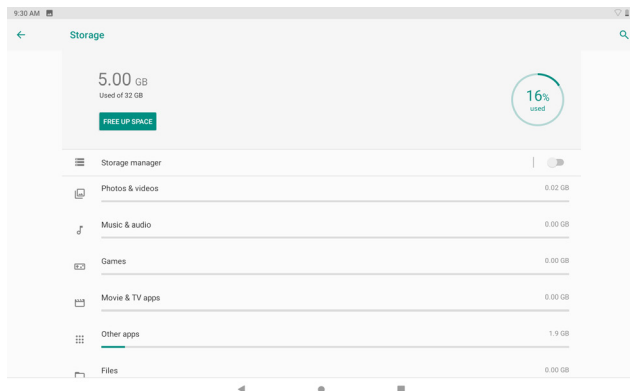 9:30 AM
Storage
5.00 GB
Used of 32 GB
16%
used
FREE UP SPACE
Storage manager
Photos & videos
0.02 GB
Music & audio
0.00 GB
Games
0.00 GB
Movie & TV apps
0.00 GB
Other apps
1.9 GB
Files
0.00 GB